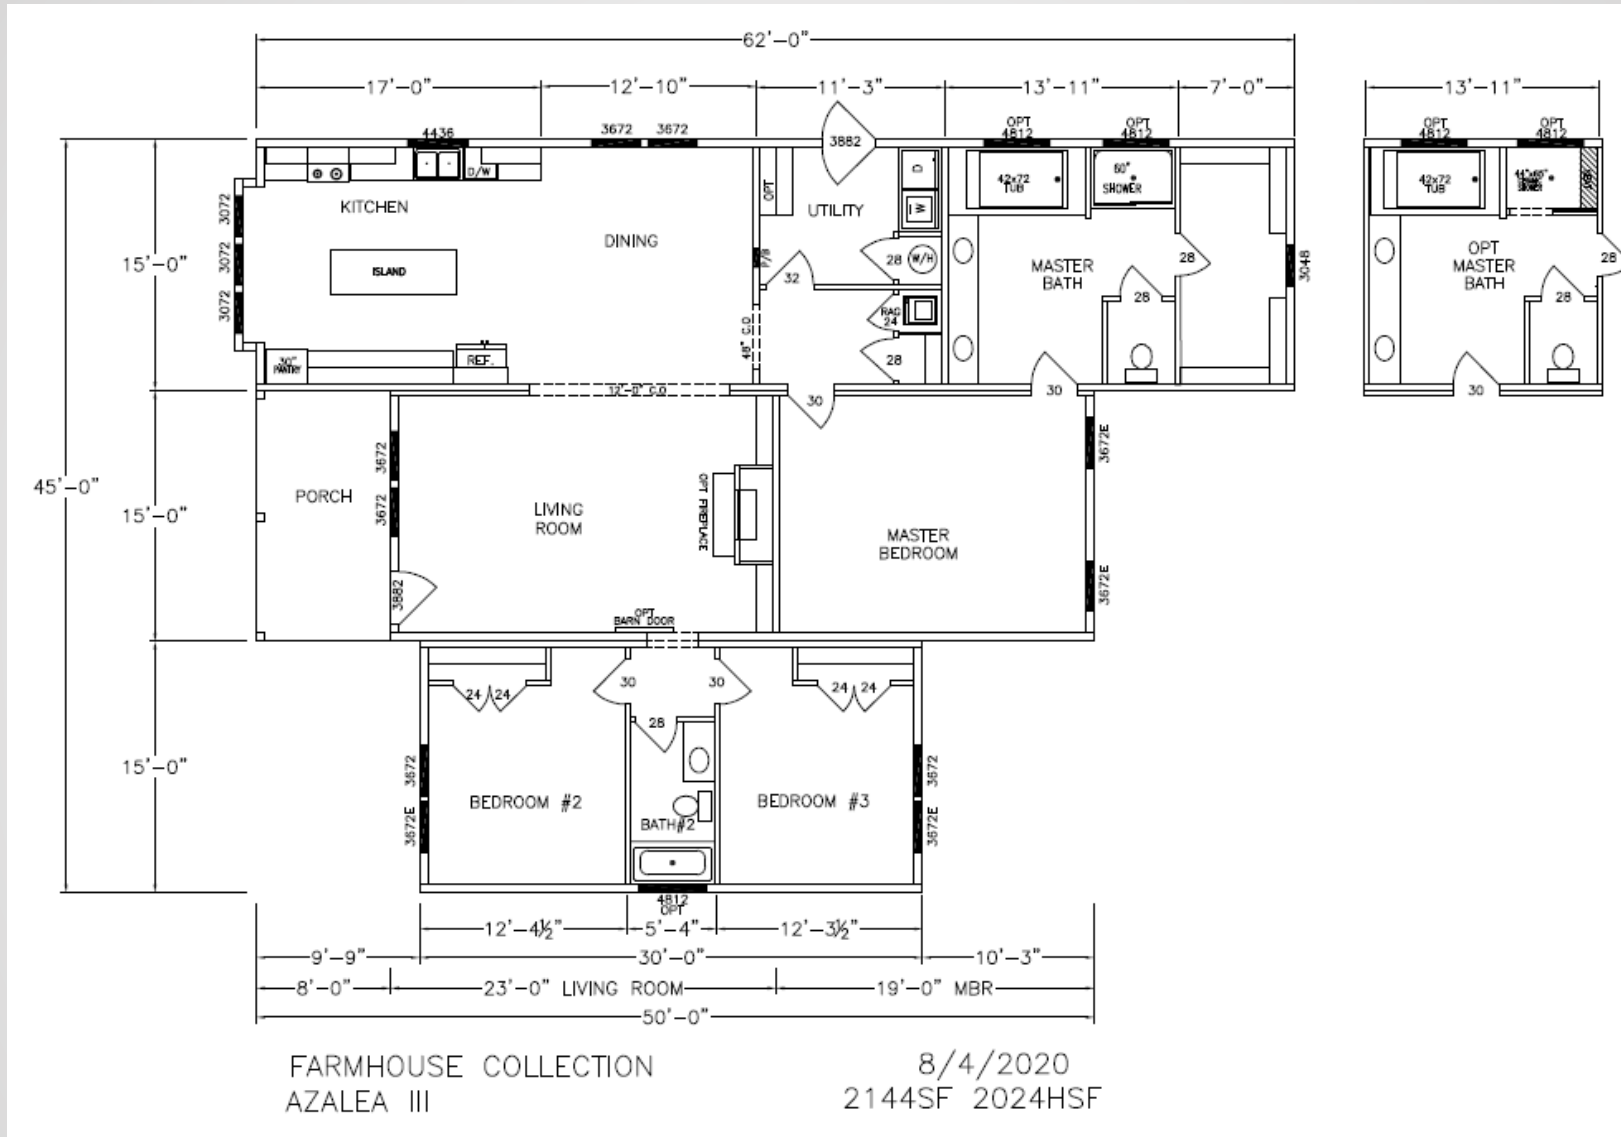 62'-0"
17'-0" 12'-10" 11'-3" 13'-11" 7'-0"
13'-11"
4436
3672 3672
3882
OPT
4812
OPT
4812
OPT
4812
OPT
4812
D/W
OPT
D
W
42x72
TUB
60"
SHOWER
42x72
TUB
SEAT
KITCHEN
UTILITY
DINING
3072
3072
3072
15'-0"
ISLAND
P/B
28
W/H
32
MASTER
BATH
28
28
3048
OPT
MASTER
BATH
28
28
RAG
24
48" C.O
28
30"
PANTRY
REF.
12'-0" C.O
30
30
30
45'-0"
15'-0"
PORCH
3672
3672
3882
LIVING
ROOM
OPT FIREPLACE
MASTER
BEDROOM
3672E
3672E
OPT
BARN DOOR
24 24
30
30
24 24
28
15'-0"
3672
3672E
BEDROOM #2
BATH#2
BEDROOM #3
3672
3672E
4812
OPT
12'-4½" 5'-4" 12'-3½"
9'-9" 30'-0" 10'-3"
8'-0" 23'-0" LIVING ROOM 19'-0" MBR
50'-0"
FARMHOUSE COLLECTION
AZALEA III
8/4/2020
2144SF 2024HSF